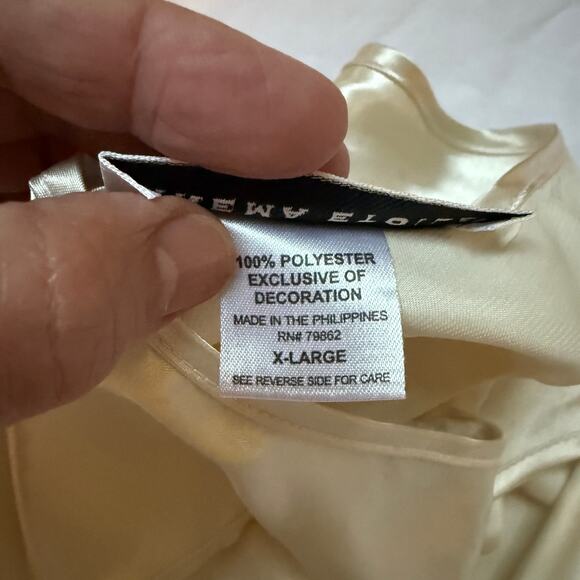 100% POLYESTER
EXCLUSIVE OF
DECORATION
MADE IN THE PHILIPPINES
RN# 79862
X-LARGE
SEE REVERSE SIDE FOR CARE